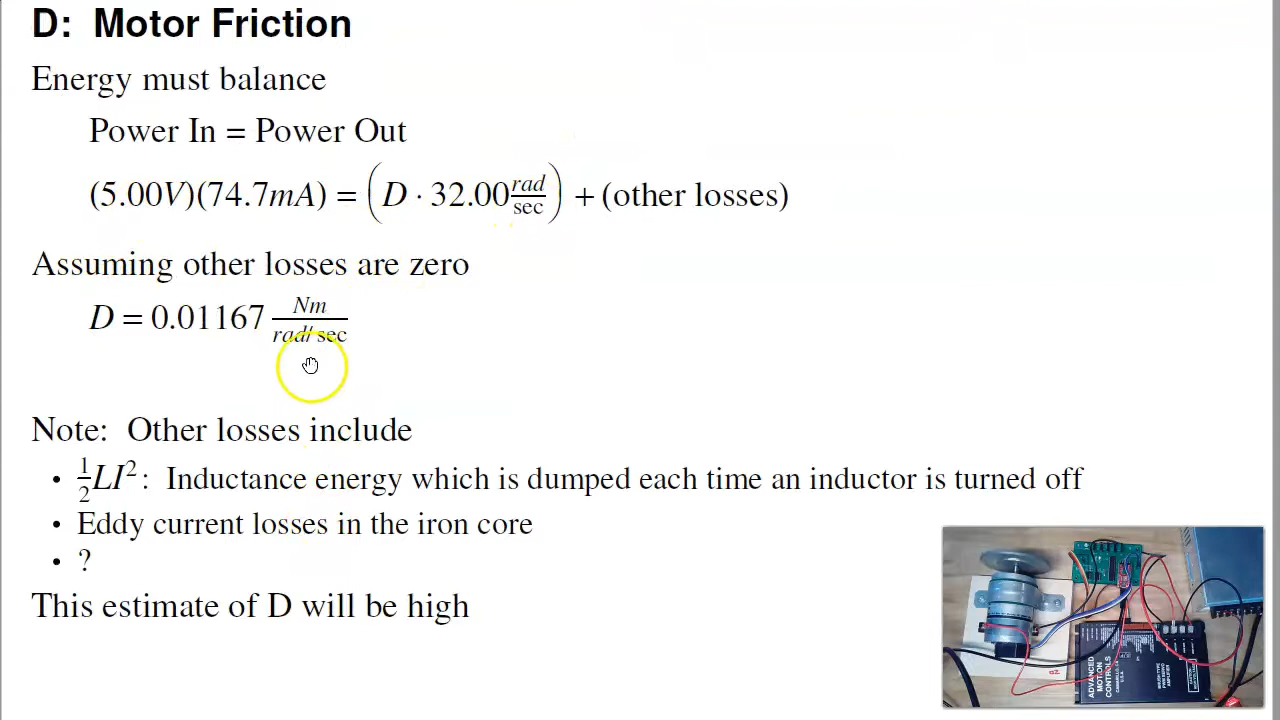 D: Motor Friction
Energy must balance
Power In = Power Out
(5.00V)(74.7mA) = (D · 32.00 rad/sec) + (other losses)
Assuming other losses are zero
D = 0.01167 Nm/rad/sec
Note: Other losses include
• ½LI²: Inductance energy which is dumped each time an inductor is turned off
• Eddy current losses in the iron core
• ?
This estimate of D will be high
ADVANCED
MOTION
CONTROLS